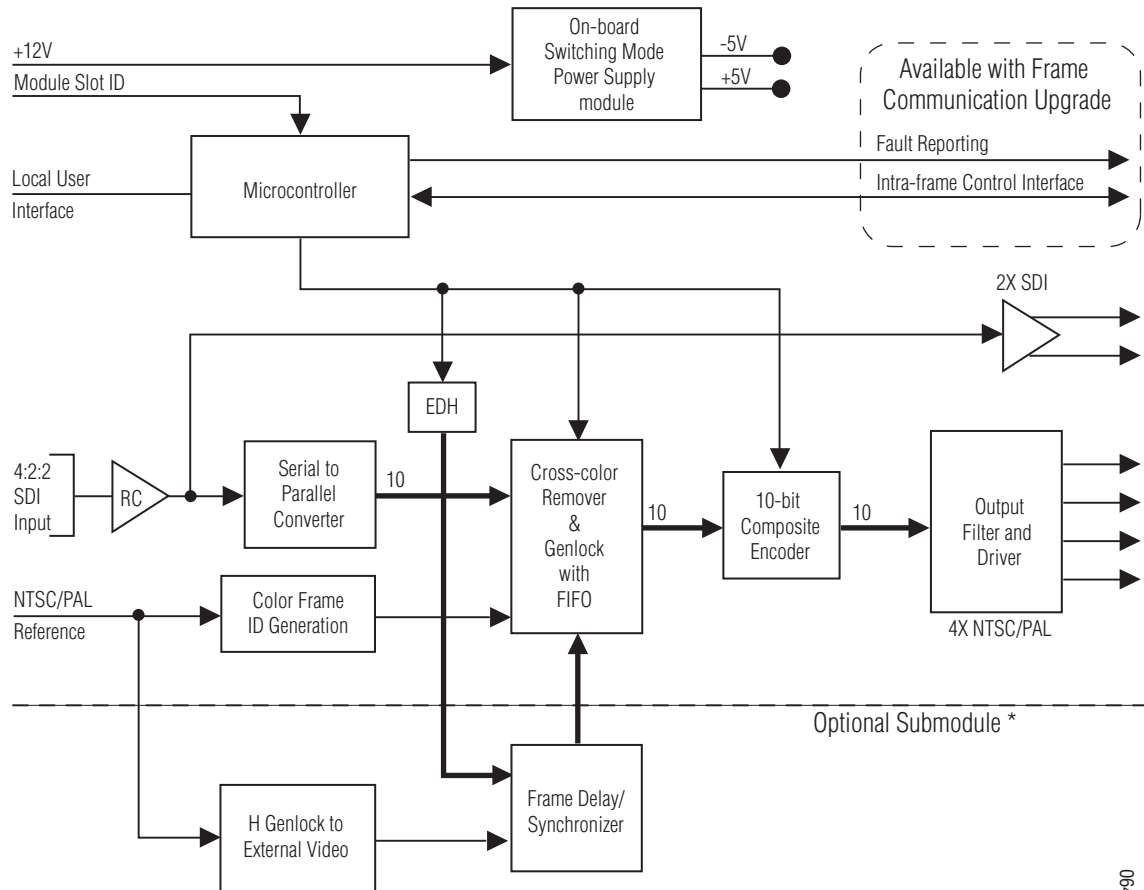 +12V
Module Slot ID
On-board
Switching Mode
Power Supply
module
-5V
+5V
Available with Frame
Communication Upgrade
Fault Reporting
Intra-frame Control Interface
Local User
Interface
Microcontroller
2X SDI
EDH
4:2:2
SDI
Input
RC
Serial to
Parallel
Converter
10
Cross-color
Remover
&
Genlock
with
FIFO
10
10-bit
Composite
Encoder
10
Output
Filter and
Driver
4X NTSC/PAL
NTSC/PAL
Reference
Color Frame
ID Generation
Optional Submodule *
H Genlock to
External Video
Frame Delay/
Synchronizer